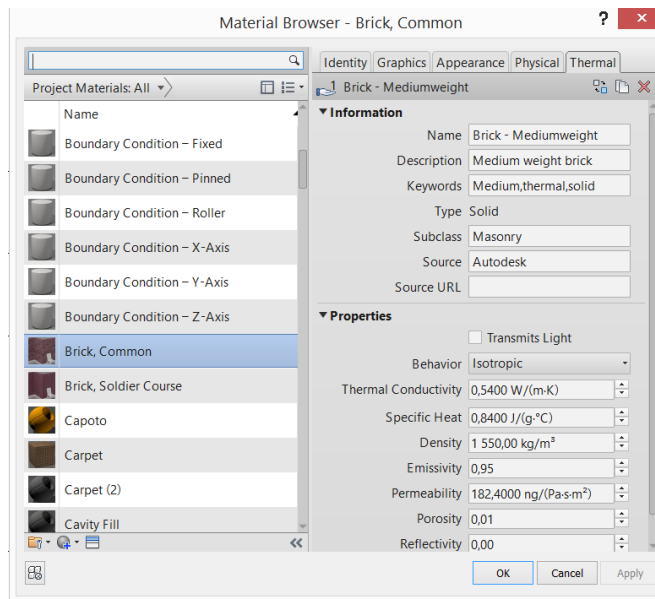 Material Browser - Brick, Common
?
Project Materials: All
Name
Boundary Condition – Fixed
Boundary Condition – Pinned
Boundary Condition – Roller
Boundary Condition – X-Axis
Boundary Condition – Y-Axis
Boundary Condition – Z-Axis
Brick, Common
Brick, Soldier Course
Capoto
Carpet
Carpet (2)
Cavity Fill
Identity Graphics Appearance Physical Thermal
1 Brick - Mediumweight
Information
Name Brick - Mediumweight
Description Medium weight brick
Keywords Medium,thermal,solid
Type Solid
Subclass Masonry
Source Autodesk
Source URL
Properties
Transmits Light
Behavior Isotropic
Thermal Conductivity 0,5400 W/(m·K)
Specific Heat 0,8400 J/(g·°C)
Density 1 550,00 kg/m³
Emissivity 0,95
Permeability 182,4000 ng/(Pa·s·m²)
Porosity 0,01
Reflectivity 0,00
OK Cancel Apply